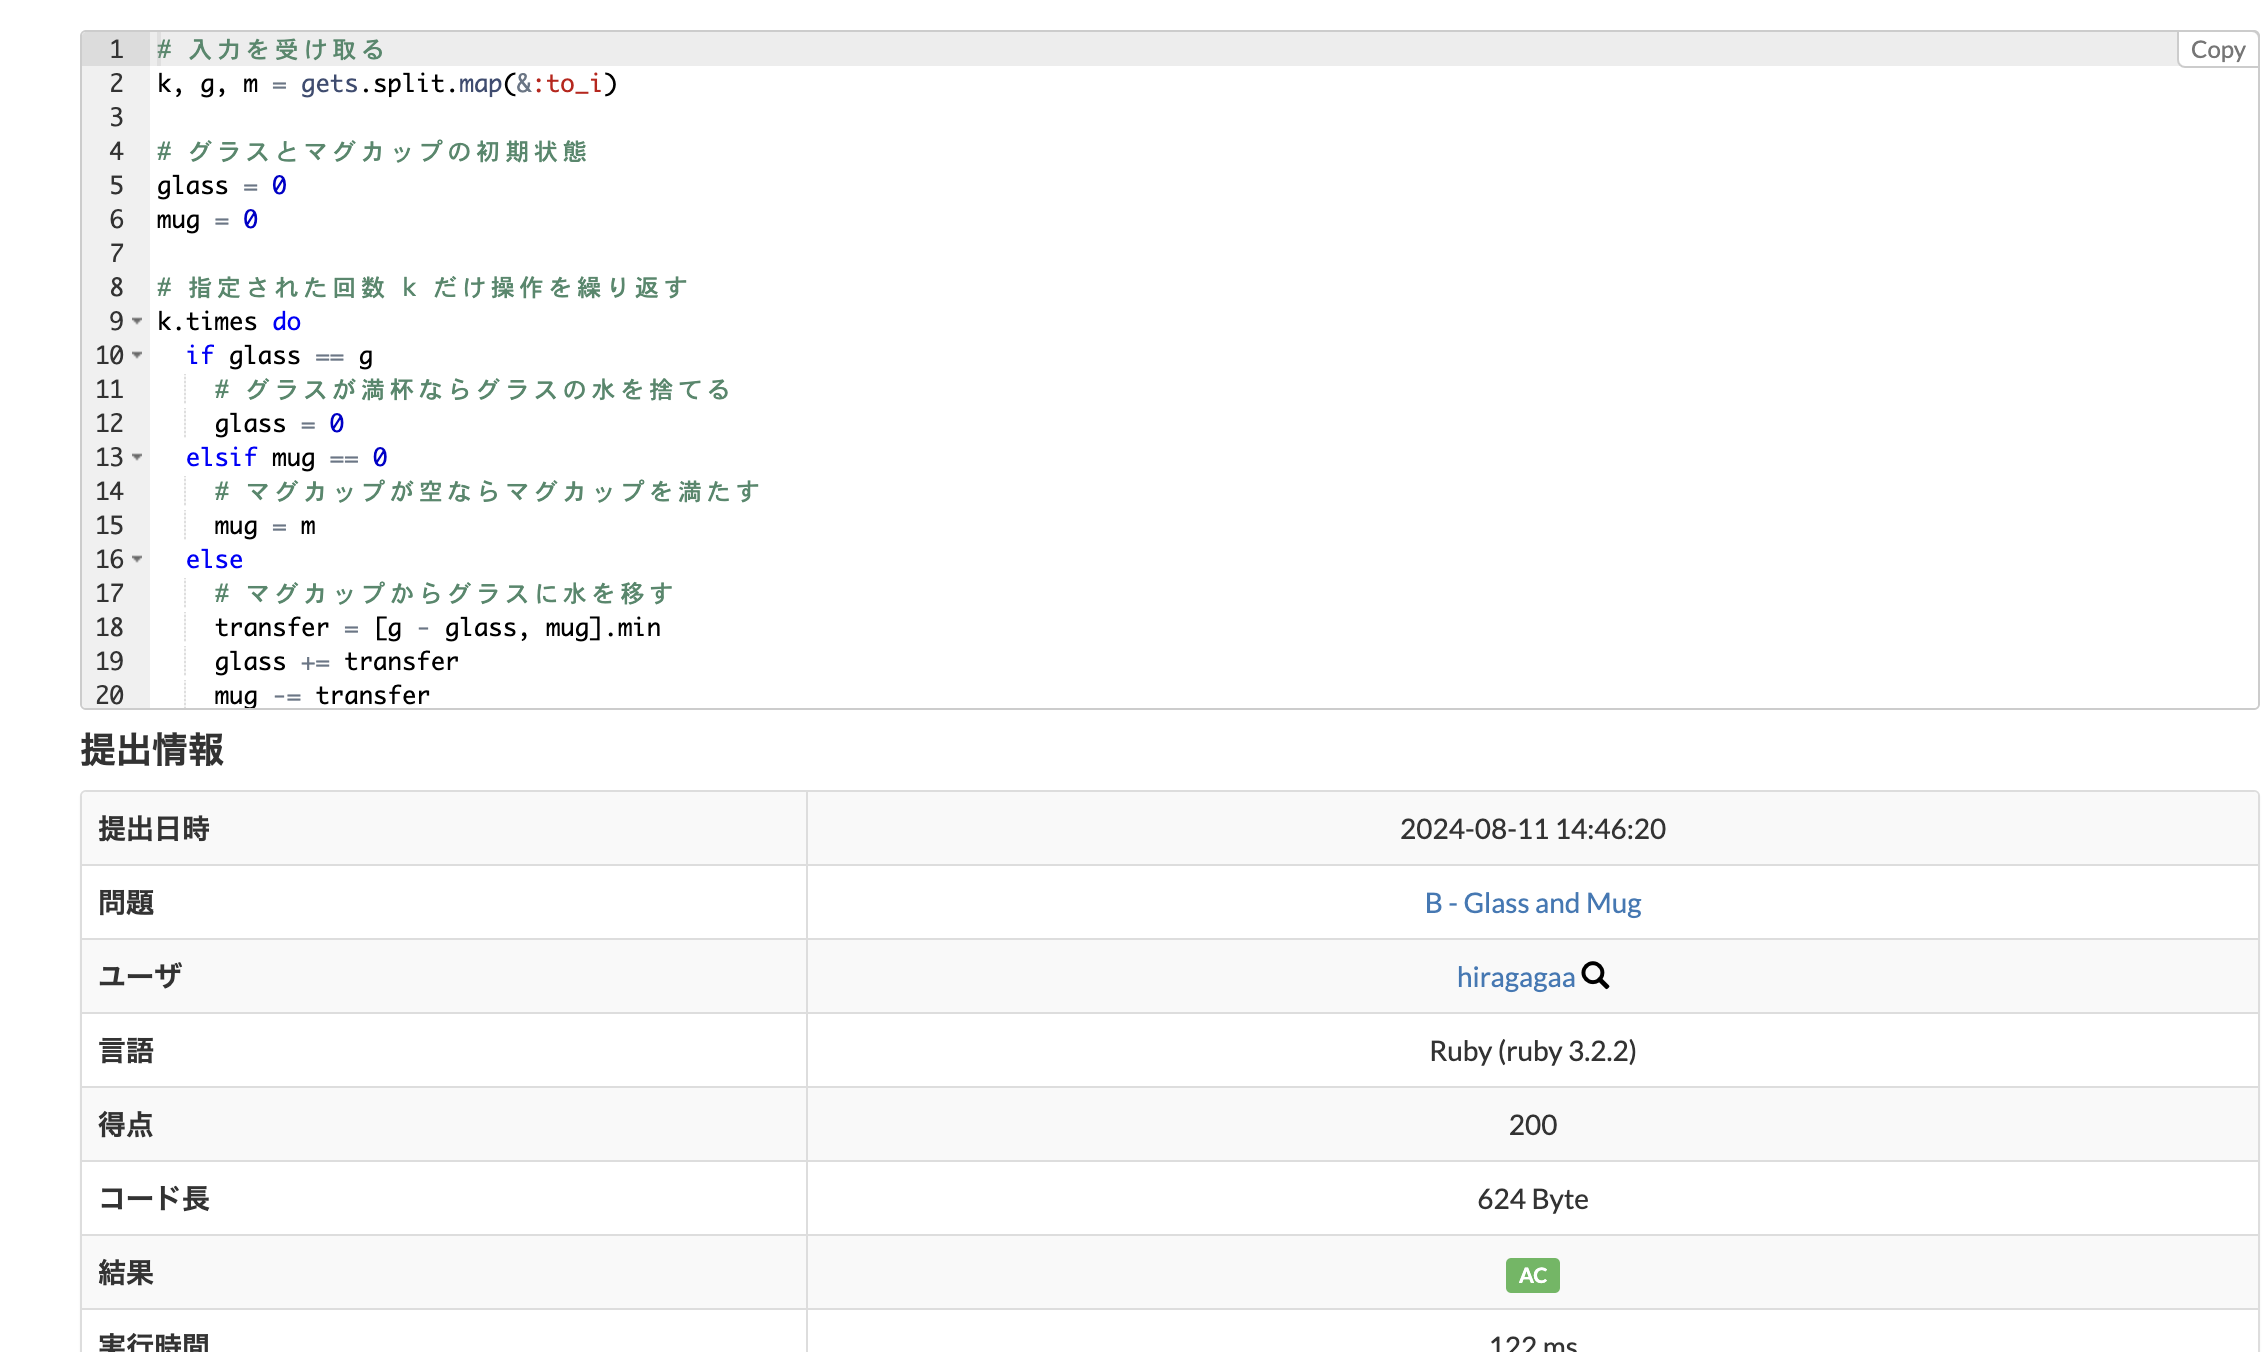 Copy
1 # 入力を受け取る
2 k, g, m = gets.split.map(&:to_i)
3
4 # グラスとマグカップの初期状態
5 glass = 0
6 mug = 0
7
8 # 指定された回数 k だけ操作を繰り返す
9 k.times do
10   if glass == g
11     # グラスが満杯ならグラスの水を捨てる
12     glass = 0
13   elsif mug == 0
14     # マグカップが空ならマグカップを満たす
15     mug = m
16   else
17     # マグカップからグラスに水を移す
18     transfer = [g - glass, mug].min
19     glass += transfer
20     mug -= transfer
提出情報
提出日時 2024-08-11 14:46:20
問題 B - Glass and Mug
ユーザ hiragagaa
言語 Ruby (ruby 3.2.2)
得点 200
コード長 624 Byte
結果 AC
実行時間 122 ms